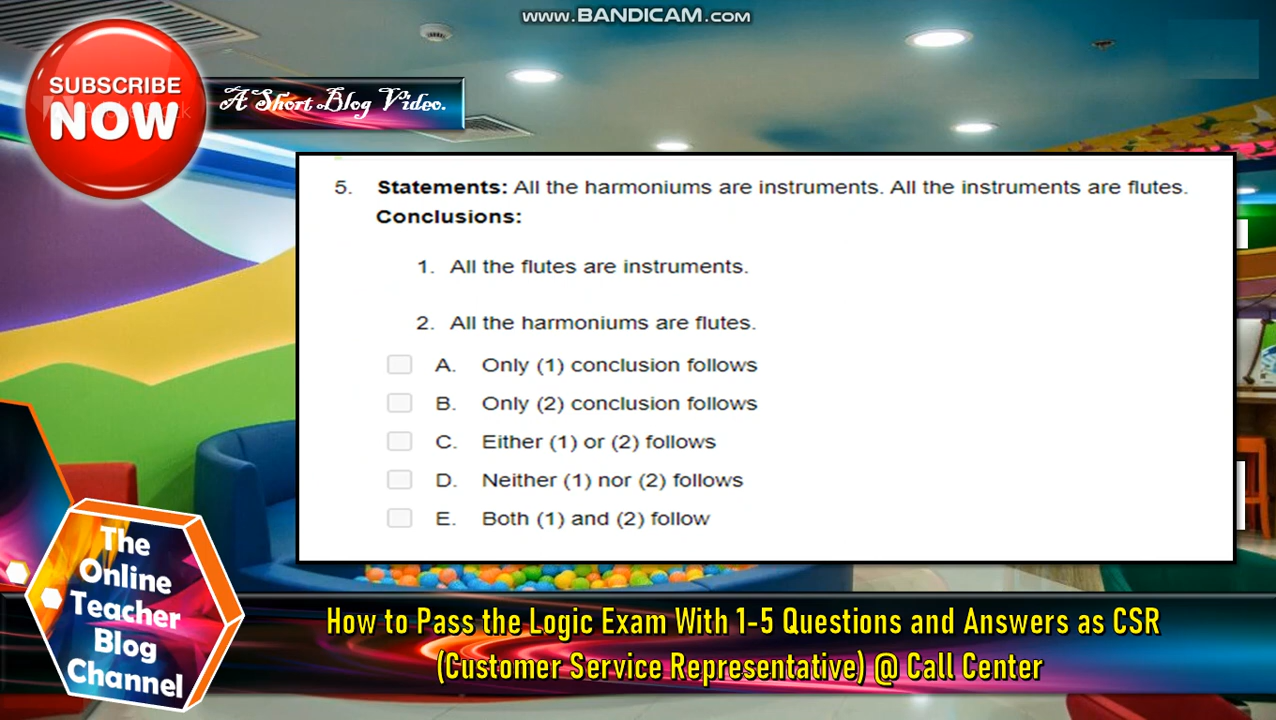 www.BANDICAM.com
SUBSCRIBE
NOW
A Short Blog Video.
5. Statements: All the harmoniums are instruments. All the instruments are flutes.
Conclusions:
1. All the flutes are instruments.
2. All the harmoniums are flutes.
A. Only (1) conclusion follows
B. Only (2) conclusion follows
C. Either (1) or (2) follows
D. Neither (1) nor (2) follows
E. Both (1) and (2) follow
The
Online
Teacher
Blog
Channel
How to Pass the Logic Exam With 1-5 Questions and Answers as CSR
(Customer Service Representative) @ Call Center